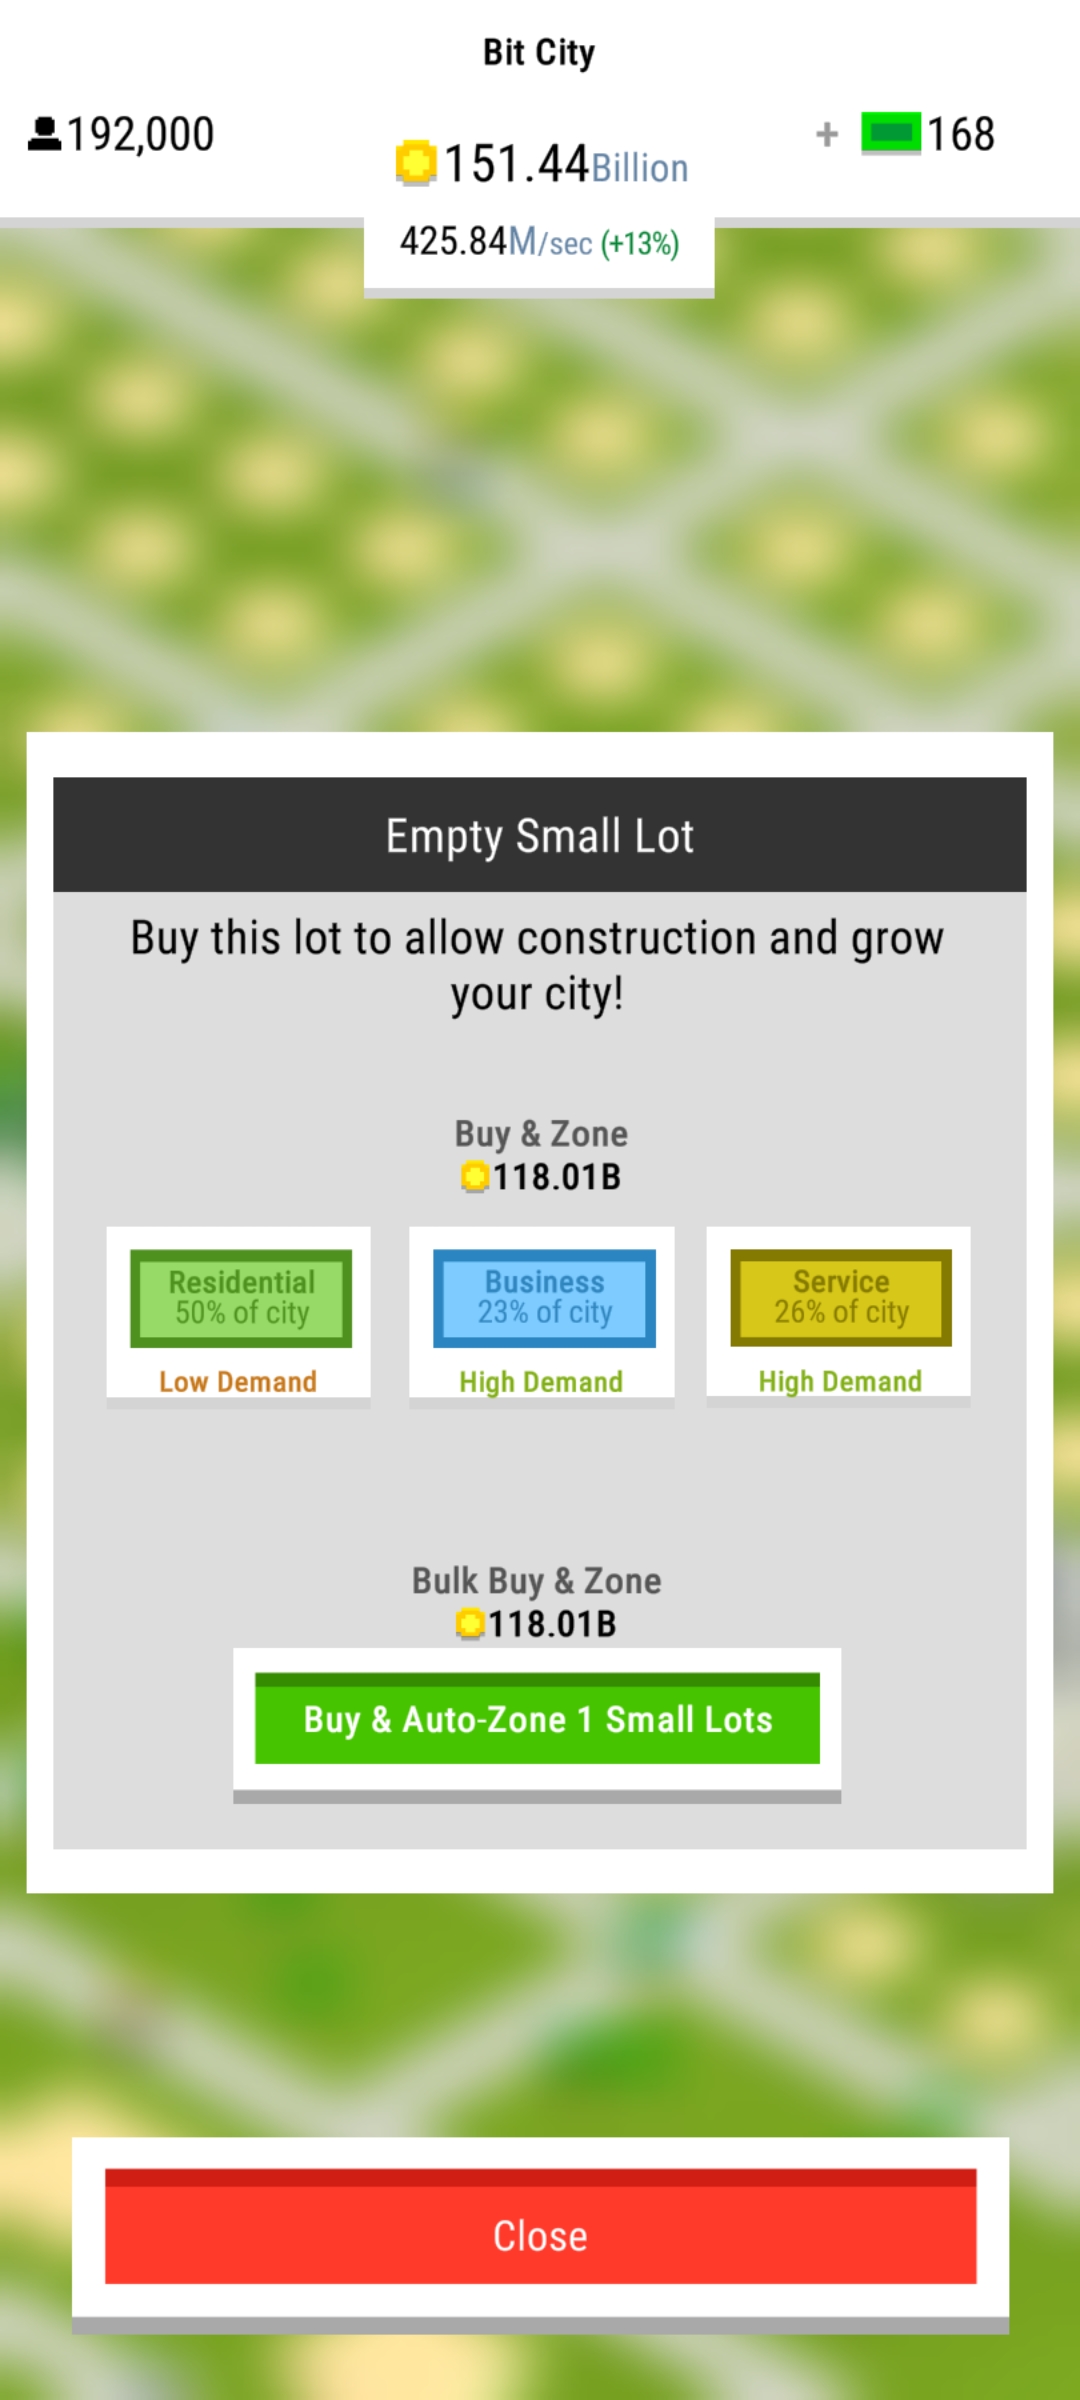 Bit City
192,000
151.44Billion
+ 168
425.84M/sec (+13%)
Empty Small Lot
Buy this lot to allow construction and grow
your city!
Buy & Zone
118.01B
Residential
50% of city
Low Demand
Business
23% of city
High Demand
Service
26% of city
High Demand
Bulk Buy & Zone
118.01B
Buy & Auto-Zone 1 Small Lots
Close